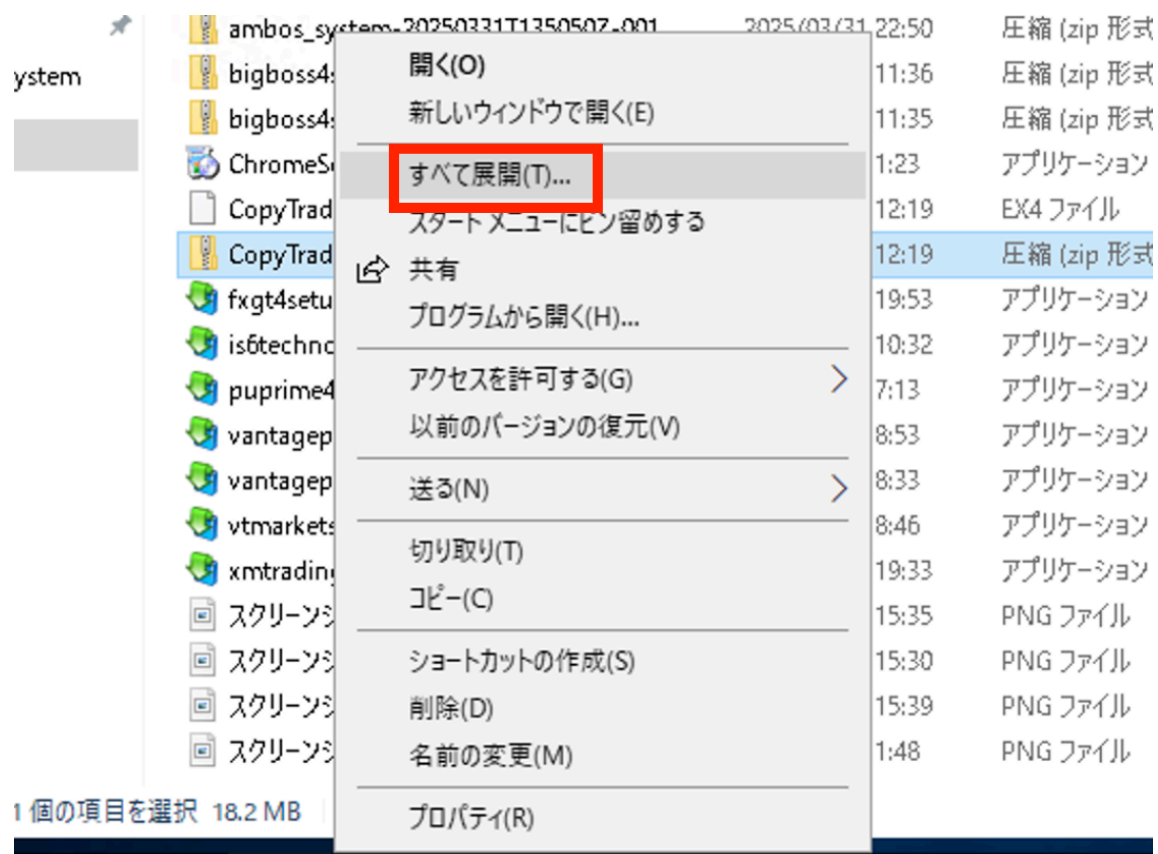 ambos_system-20250331T135050Z-001 2025/03/31 22:50 圧縮 (zip 形式
ystem
bigboss4 11:36 圧縮 (zip 形式
bigboss4 11:35 圧縮 (zip 形式
ChromeSe 1:23 アプリケーション
CopyTrad 12:19 EX4 ファイル
CopyTrad 12:19 圧縮 (zip 形式
fxgt4setu 19:53 アプリケーション
is6techno 10:32 アプリケーション
puprime4 7:13 アプリケーション
vantagep 8:53 アプリケーション
vantagep 8:33 アプリケーション
vtmarkets 8:46 アプリケーション
xmtrading 19:33 アプリケーション
スクリーンシ 15:35 PNG ファイル
スクリーンシ 15:30 PNG ファイル
スクリーンシ 15:39 PNG ファイル
スクリーンシ 1:48 PNG ファイル
1 個の項目を選択 18.2 MB
開く(O)
新しいウィンドウで開く(E)
すべて展開(T)...
スタート メニューにピン留めする
共有
プログラムから開く(H)...
アクセスを許可する(G)
以前のバージョンの復元(V)
送る(N)
切り取り(T)
コピー(C)
ショートカットの作成(S)
削除(D)
名前の変更(M)
プロパティ(R)